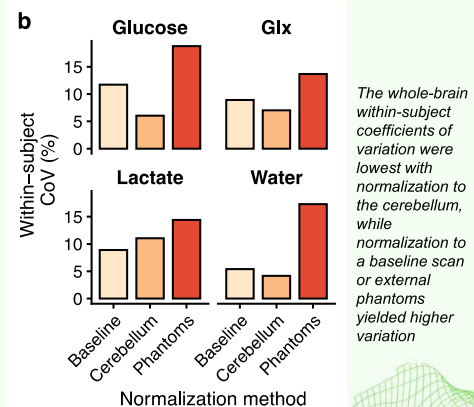 b
Glucose
Glx
15
10
5
0
Lactate
Water
15
10
5
0
Within–subject
CoV (%)
Baseline
Cerebellum
Phantoms
Baseline
Cerebellum
Phantoms
Normalization method
The whole-brain
within-subject
coefficients of
variation were
lowest with
normalization to
the cerebellum,
while
normalization to
a baseline scan
or external
phantoms
yielded higher
variation